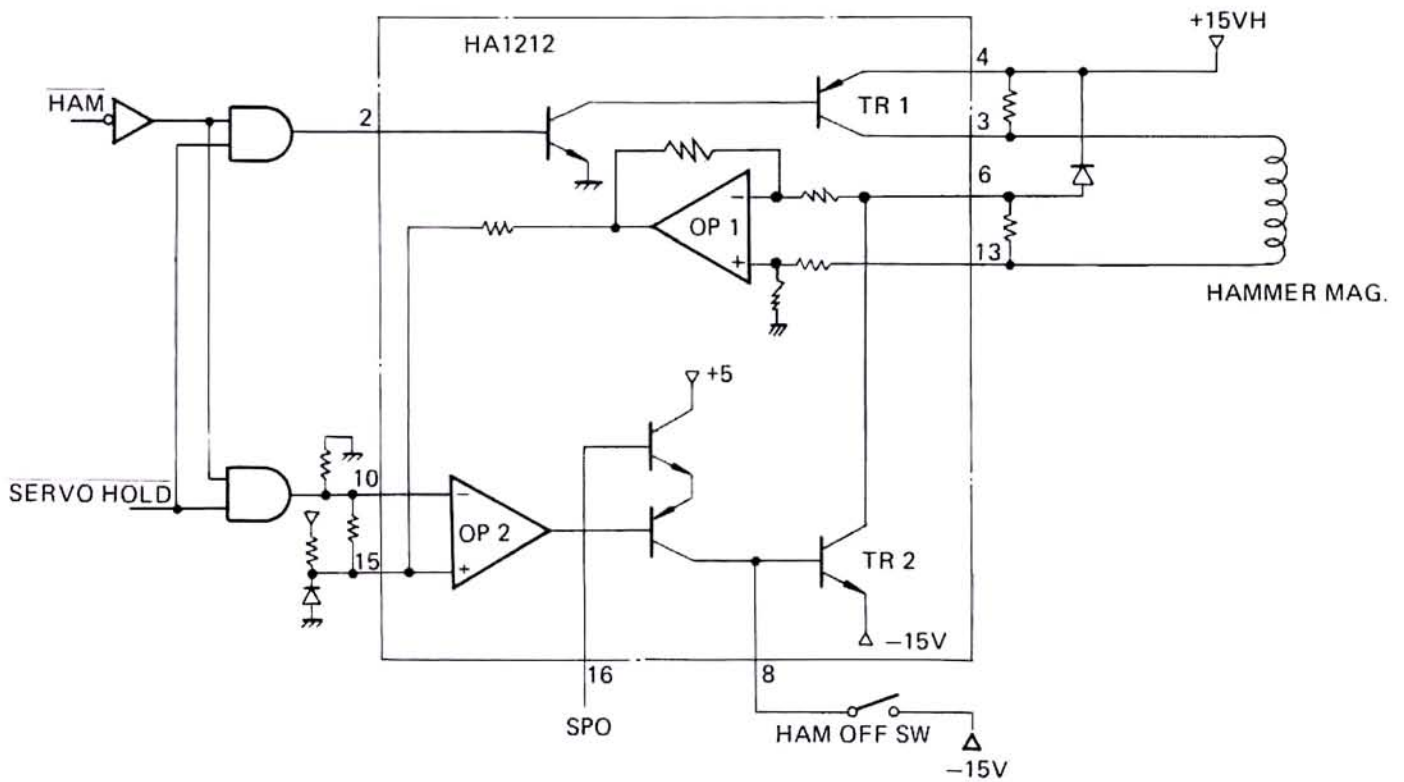 HA1212
+15VH
4
HAM
TR 1
2
3
6
OP 1
−
+
13
HAMMER MAG.
+5
SERVO HOLD
10
−
OP 2
15
+
TR 2
−15V
16
8
SPO
HAM OFF SW
−15V